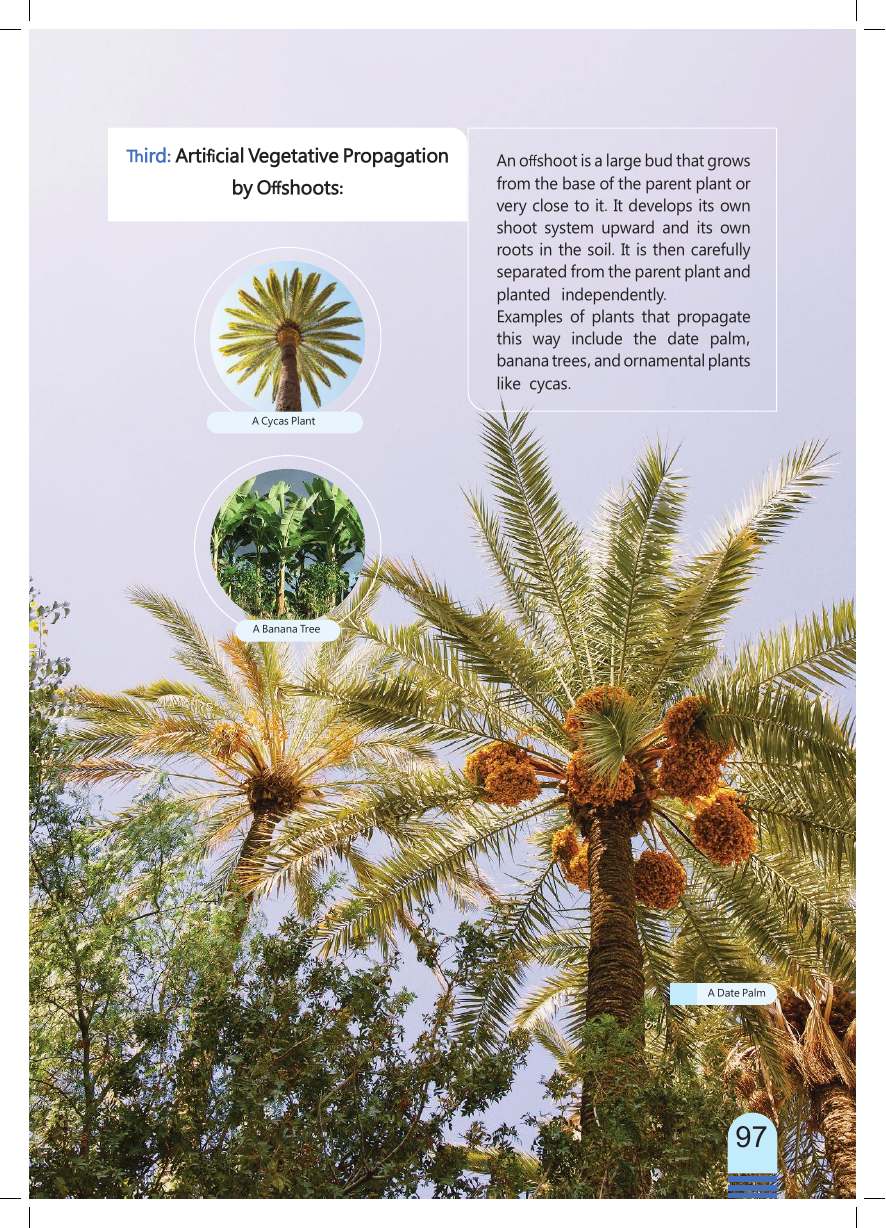 Third: Artificial Vegetative Propagation
by Offshoots:
An offshoot is a large bud that grows
from the base of the parent plant or
very close to it. It develops its own
shoot system upward and its own
roots in the soil. It is then carefully
separated from the parent plant and
planted independently.
Examples of plants that propagate
this way include the date palm,
banana trees, and ornamental plants
like cycas.
A Cycas Plant
A Banana Tree
A Date Palm
97